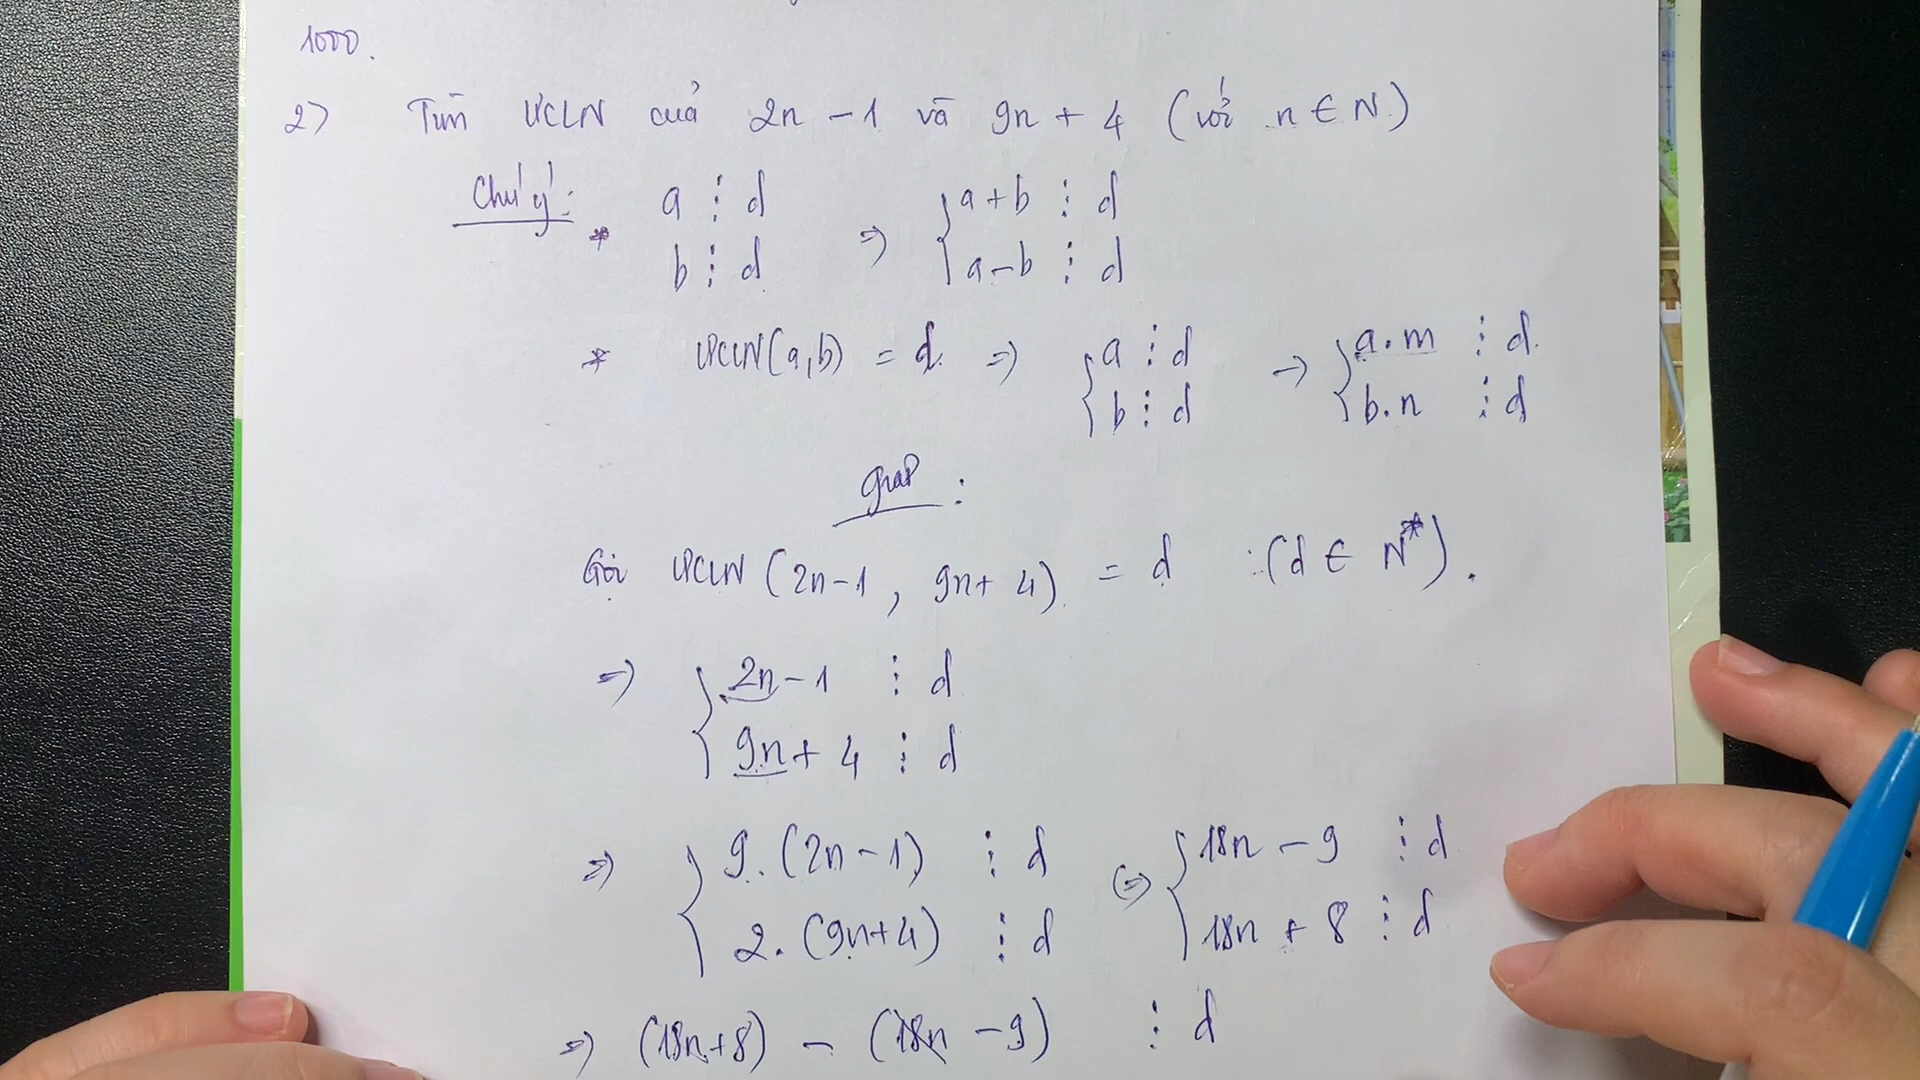 1000.
2) Tìm ƯCLN của 2n - 1 và 9n + 4 (với n ∈ N)
Chú ý: * a ⋮ d ⇒ { a + b ⋮ d
b ⋮ d a - b ⋮ d
* ƯCLN(a,b) = d ⇒ { a ⋮ d → { a.m ⋮ d
b ⋮ d b.n ⋮ d
Giải:
Gọi ƯCLN (2n-1, 9n+4) = d (d ∈ N*).
⇒ { 2n - 1 ⋮ d
9n + 4 ⋮ d
⇒ { 9.(2n - 1) ⋮ d ⇔ { 18n - 9 ⋮ d
2.(9n+4) ⋮ d 18n + 8 ⋮ d
⇒ (18n+8) - (18n - 9) ⋮ d